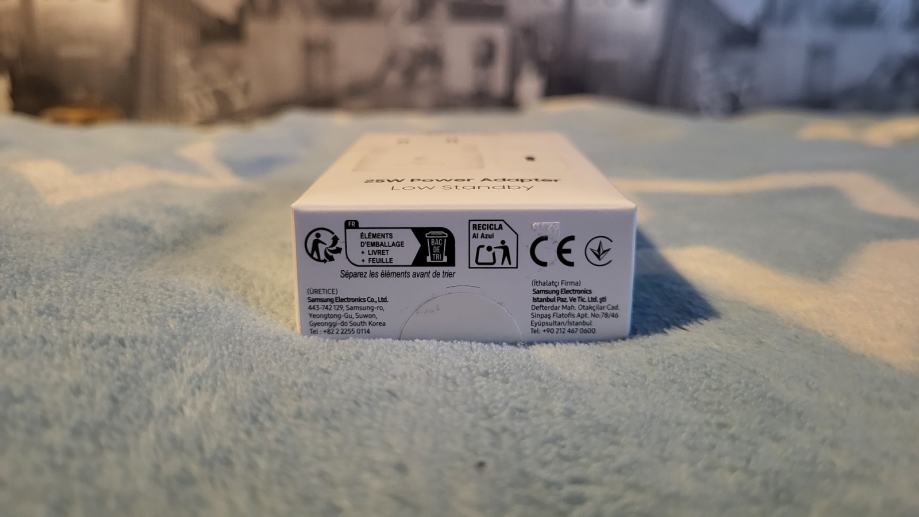 25W Power Adapter
Low Standby
FR
ÉLÉMENTS
D'EMBALLAGE
+ LIVRET
+ FEUILLE
BAC
DE
TRI
Séparez les éléments avant de trier
RECICLA
Al Azul
CE
(ÜRETİCE)
Samsung Electronics Co., Ltd.
443-742 129, Samsung-ro,
Yeongtong-Gu, Suwon,
Gyeonggi-do South Korea
Tel : +82 2 2255 0114
(İthalatçı Firma)
Samsung Electronics
Istanbul Paz. Ve Tic. Ltd. şti
Defterdar Mah. Otakçılar Cad.
Sinpaş Flatofis Apt. No:78/46
Eyüpsultan/İstanbul
Tel: +90 212 467 0600